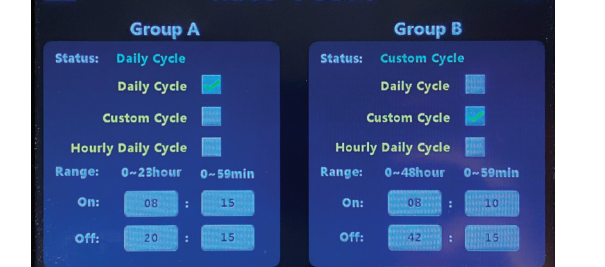 Group A
Status: Daily Cycle
Daily Cycle
Custom Cycle
Hourly Daily Cycle
Range: 0~23hour 0~59min
On: 08 : 15
Off: 20 : 15
Group B
Status: Custom Cycle
Daily Cycle
Custom Cycle
Hourly Daily Cycle
Range: 0~48hour 0~59min
On: 08 : 10
Off: 42 : 15